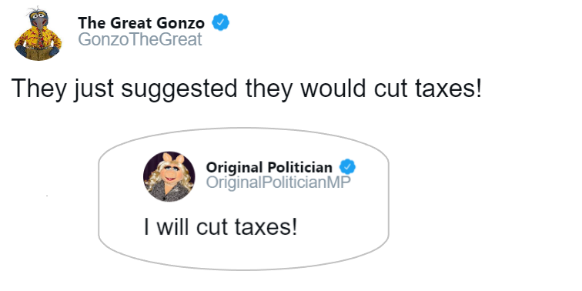 The Great Gonzo
GonzoTheGreat
They just suggested they would cut taxes!
Original Politician
OriginalPoliticianMP
I will cut taxes!